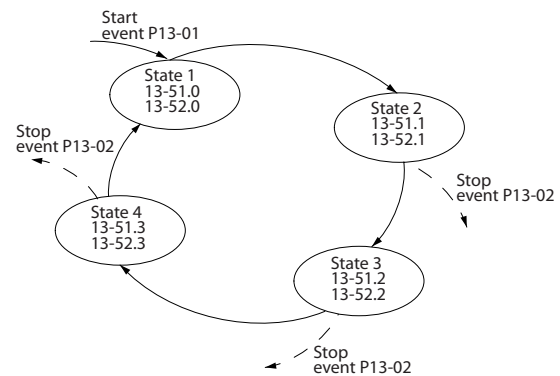 Start
event P13-01
State 1
13-51.0
13-52.0
State 2
13-51.1
13-52.1
Stop
event P13-02
Stop
event P13-02
State 4
13-51.3
13-52.3
State 3
13-51.2
13-52.2
Stop
event P13-02